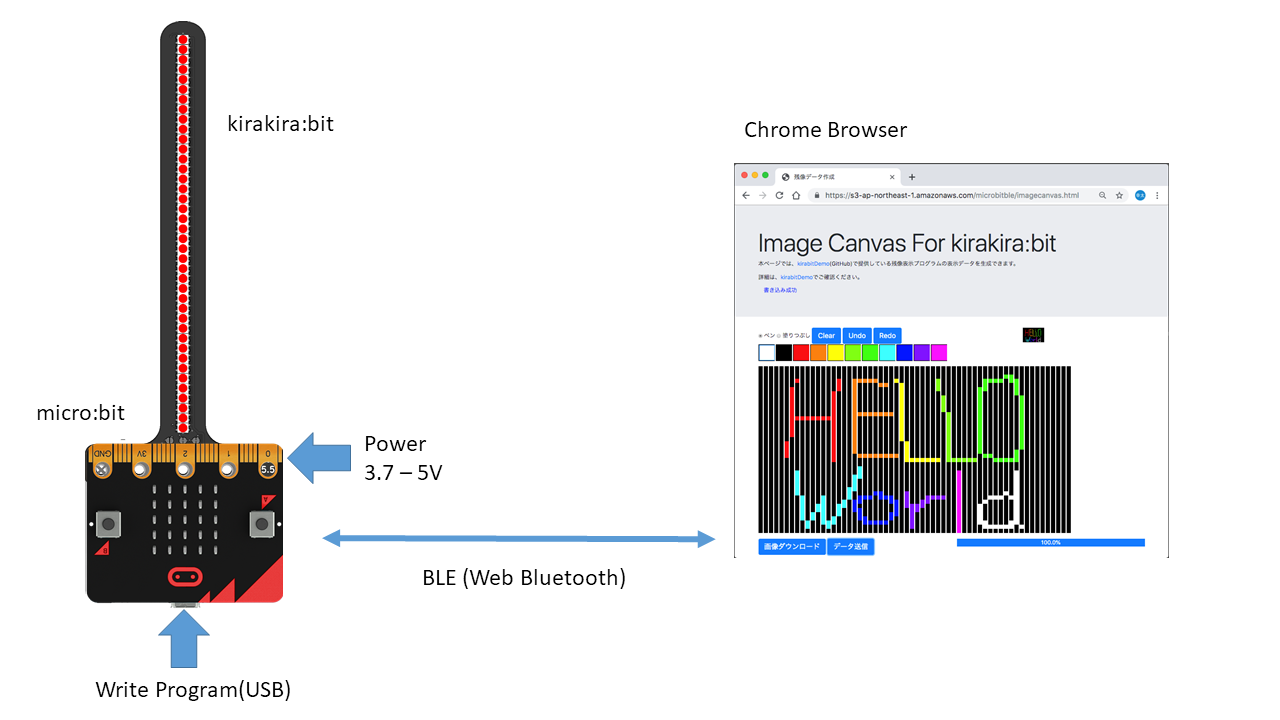 kirakira:bit
Chrome Browser
残像データ作成
https://s3-ap-northeast-1.amazonaws.com/microbitble/imagecanvas.html
Image Canvas For kirakira:bit
本ページでは、kirabitDemo(GitHub)で提供している残像表示プログラムの表示データを生成できます。
詳細は、kirabitDemoでご確認ください。
書き込み成功
ペン 塗りつぶし Clear Undo Redo
HELLO
World
画像ダウンロード データ送信 100.0%
micro:bit
GND 3V 2 1 0
5.5
A
B
Power
3.7 – 5V
BLE (Web Bluetooth)
Write Program(USB)